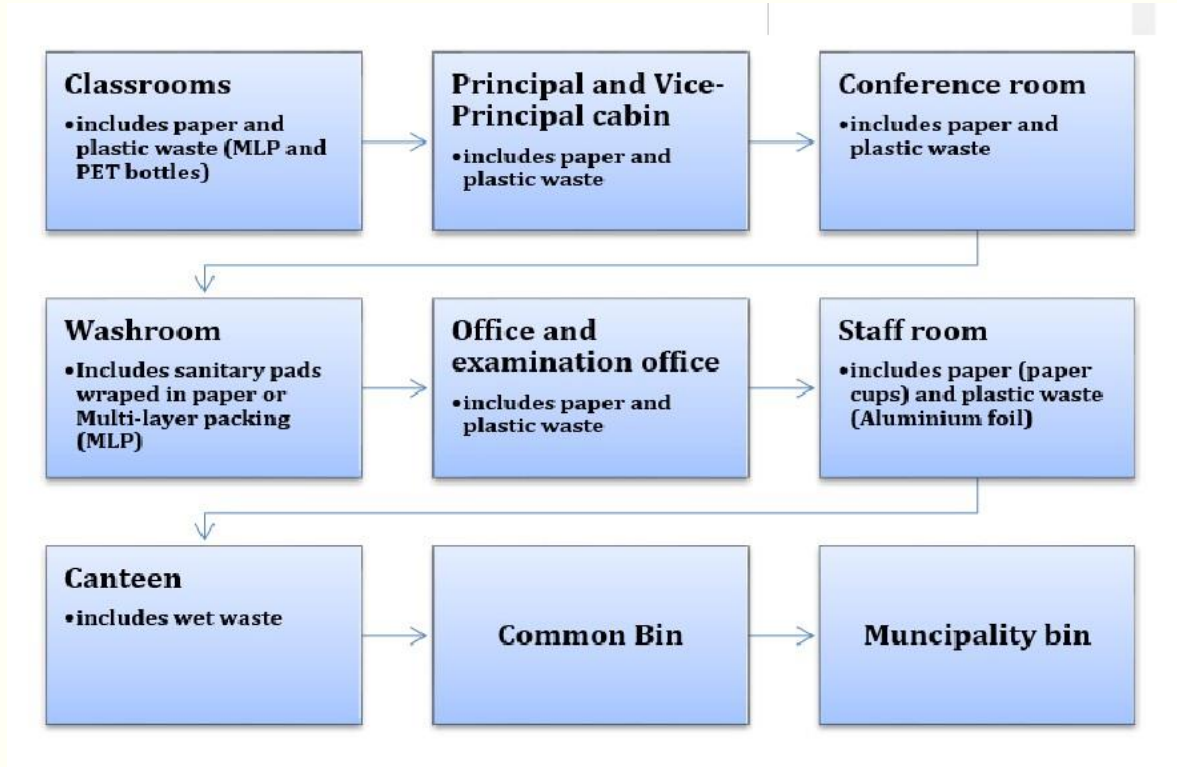 Classrooms
•includes paper and
plastic waste (MLP and
PET bottles)
Principal and Vice-
Principal cabin
•includes paper and
plastic waste
Conference room
•includes paper and
plastic waste
Washroom
•Includes sanitary pads
wraped in paper or
Multi-layer packing
(MLP)
Office and
examination office
•includes paper and
plastic waste
Staff room
•includes paper (paper
cups) and plastic waste
(Aluminium foil)
Canteen
•includes wet waste
Common Bin
Muncipality bin